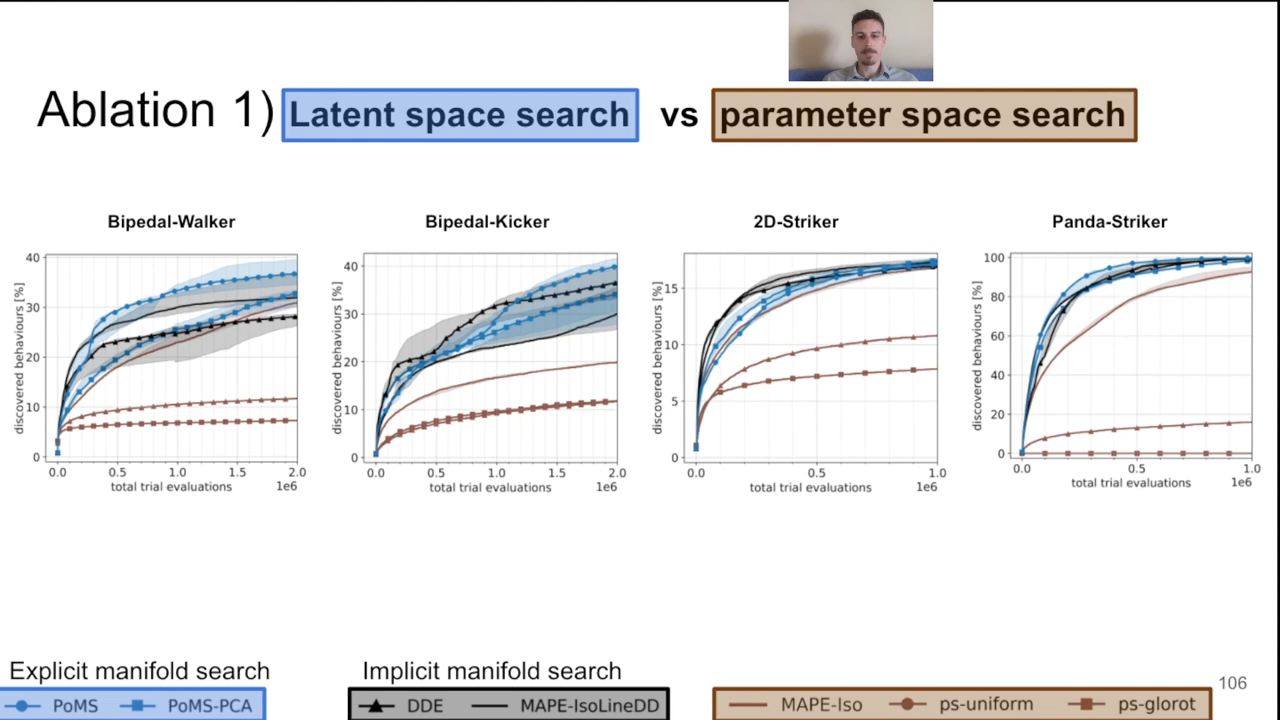 Ablation 1) Latent space search vs parameter space search
Bipedal-Walker
Bipedal-Kicker
2D-Striker
Panda-Striker
discovered behaviours [%]
40
30
20
10
0
0.0 0.5 1.0 1.5 2.0
total trial evaluations 1e6
discovered behaviours [%]
40
30
20
10
0
0.0 0.5 1.0 1.5 2.0
total trial evaluations 1e6
discovered behaviours [%]
15
10
5
0
0.0 0.5 1.0
total trial evaluations 1e6
discovered behaviours [%]
100
80
60
40
20
0
0.0 0.5 1.0
total trial evaluations 1e6
Explicit manifold search
PoMS PoMS-PCA
Implicit manifold search
DDE MAPE-IsoLineDD
MAPE-Iso ps-uniform ps-glorot
106